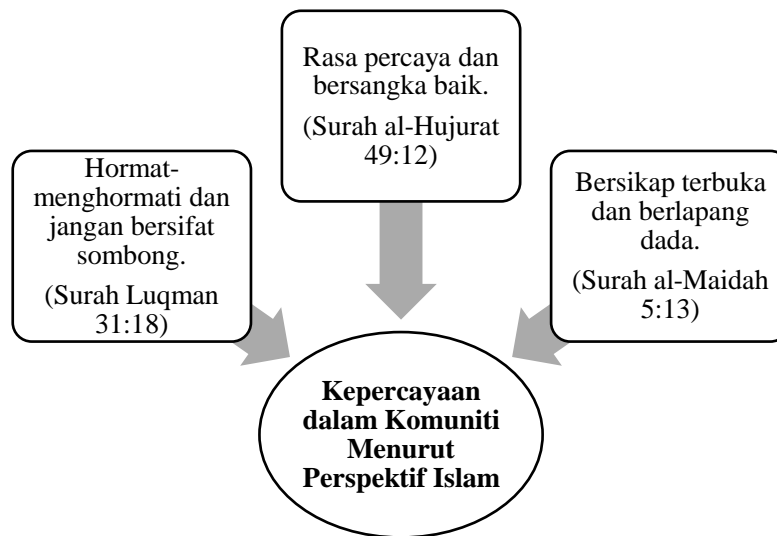 Hormat-
menghormati dan
jangan bersifat
sombong.
(Surah Luqman
31:18)
Rasa percaya dan
bersangka baik.
(Surah al-Hujurat
49:12)
Bersikap terbuka
dan berlapang
dada.
(Surah al-Maidah
5:13)
Kepercayaan
dalam Komuniti
Menurut
Perspektif Islam